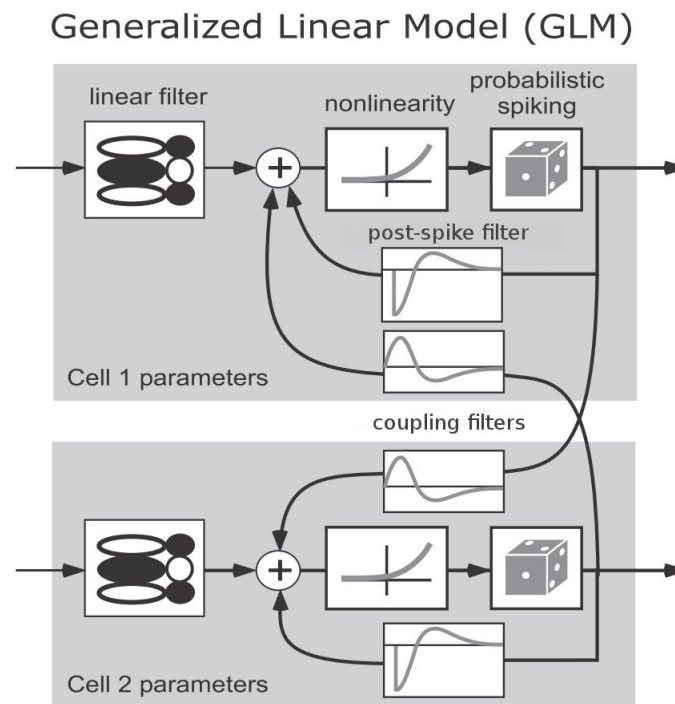 Generalized Linear Model (GLM)
linear filter
nonlinearity
probabilistic
spiking
post-spike filter
Cell 1 parameters
coupling filters
Cell 2 parameters